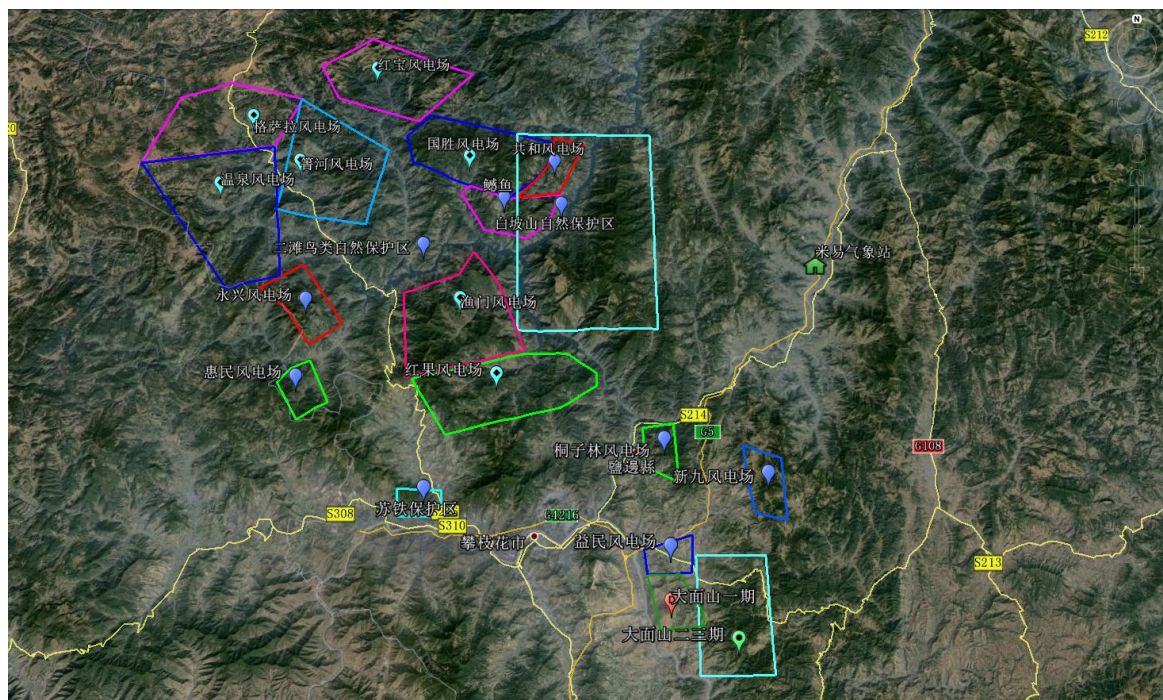 N
S212
红宝风电场
格萨拉风电场
国胜风电场
共和风电场
箐河风电场
温泉风电场
鳡鱼
白坡山自然保护区
二滩鸟类自然保护区
米易气象站
永兴风电场
渔门风电场
惠民风电场
红果风电场
S214
G5
桐子林风电场
G108
鹽邊縣
新九风电场
苏铁保护区
S308
S310
G4216
攀枝花市
益民风电场
S213
大面山一期
大面山二三期